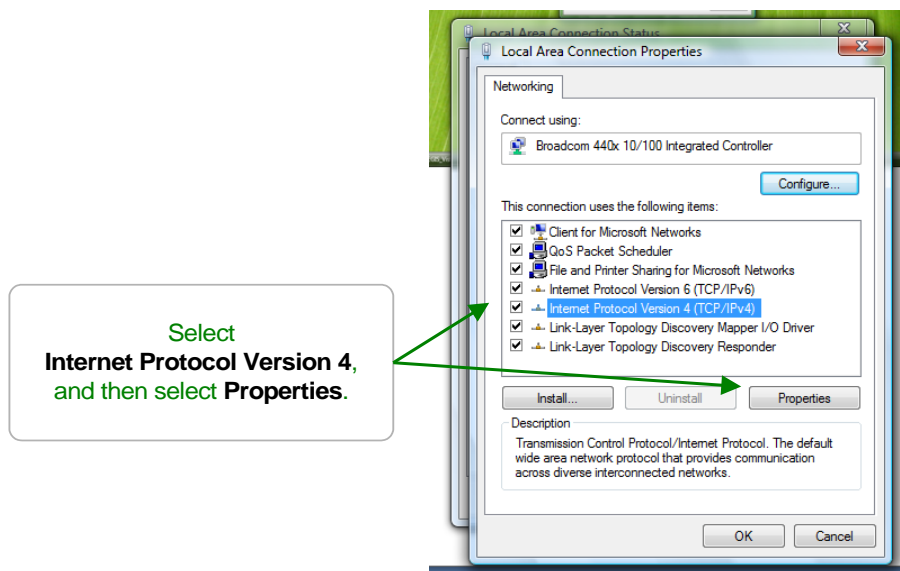 Local Area Connection Status
Local Area Connection Properties
Networking
Connect using:
Broadcom 440x 10/100 Integrated Controller
Configure...
This connection uses the following items:
Client for Microsoft Networks
QoS Packet Scheduler
File and Printer Sharing for Microsoft Networks
Internet Protocol Version 6 (TCP/IPv6)
Internet Protocol Version 4 (TCP/IPv4)
Link-Layer Topology Discovery Mapper I/O Driver
Link-Layer Topology Discovery Responder
Install...
Uninstall
Properties
Description
Transmission Control Protocol/Internet Protocol. The default
wide area network protocol that provides communication
across diverse interconnected networks.
OK
Cancel
Select
Internet Protocol Version 4,
and then select Properties.